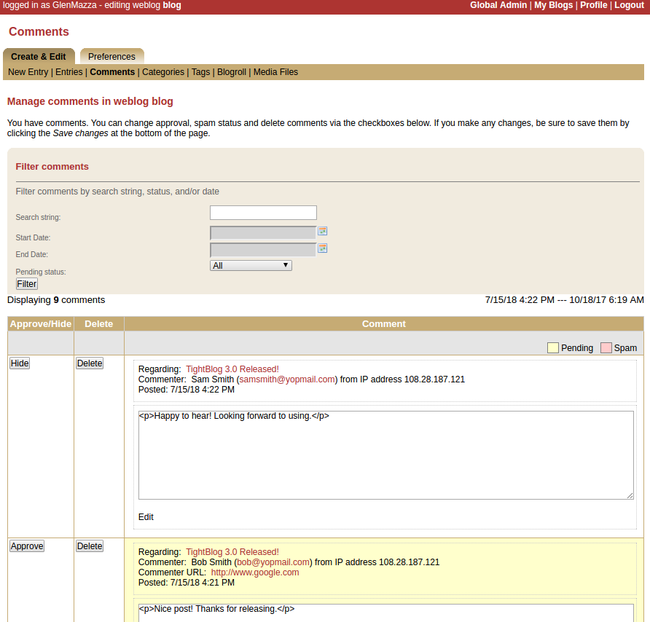 logged in as GlenMazza - editing weblog blog
Global Admin | My Blogs | Profile | Logout
Comments
Create & Edit Preferences
New Entry | Entries | Comments | Categories | Tags | Blogroll | Media Files
Manage comments in weblog blog
You have comments. You can change approval, spam status and delete comments via the checkboxes below. If you make any changes, be sure to save them by
clicking the Save changes at the bottom of the page.
Filter comments
Filter comments by search string, status, and/or date
Search string:
Start Date:
End Date:
Pending status: All
Filter
Displaying 9 comments 7/15/18 4:22 PM --- 10/18/17 6:19 AM
Approve/Hide Delete Comment
Pending Spam
Hide Delete
Regarding: TightBlog 3.0 Released!
Commenter: Sam Smith (samsmith@yopmail.com) from IP address 108.28.187.121
Posted: 7/15/18 4:22 PM
<p>Happy to hear! Looking forward to using.</p>
Edit
Approve Delete
Regarding: TightBlog 3.0 Released!
Commenter: Bob Smith (bob@yopmail.com) from IP address 108.28.187.121
Commenter URL: http://www.google.com
Posted: 7/15/18 4:21 PM
<p>Nice post! Thanks for releasing.</p>